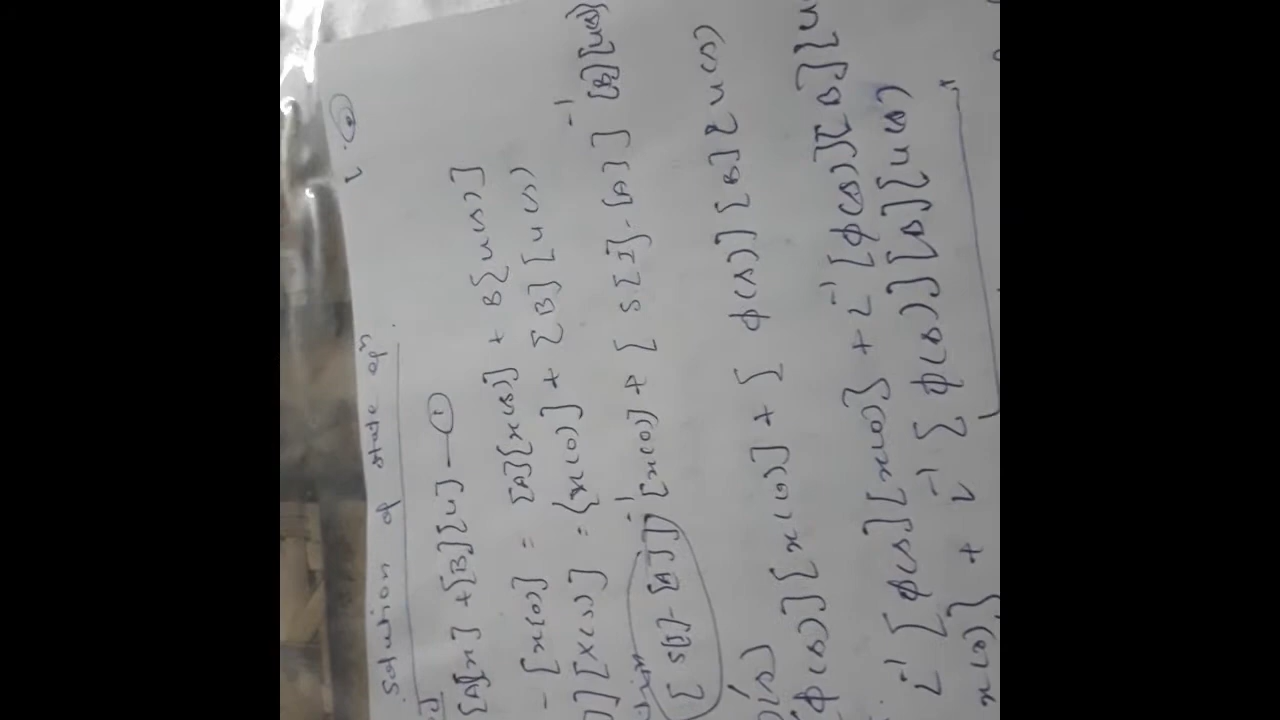 L.
solution of state eqn.
[A][x] + [B][u] — ①
- [x(0)] = [A][x(s)] + B[u(s)]
][x(s)] = [x(0)] + [B][u(s)
[s[I]-[A]]⁻¹ [x(0)] + [s[I]-[A]]⁻¹ [B][u(s)]
ϕ(s)][x(0)] + [ϕ(s)][B][u(s)
L⁻¹[ϕ(s)][x(0)] + L⁻¹[ϕ(s)][B][u
x(0)] + L⁻¹[ϕ(s)][B][u(s)